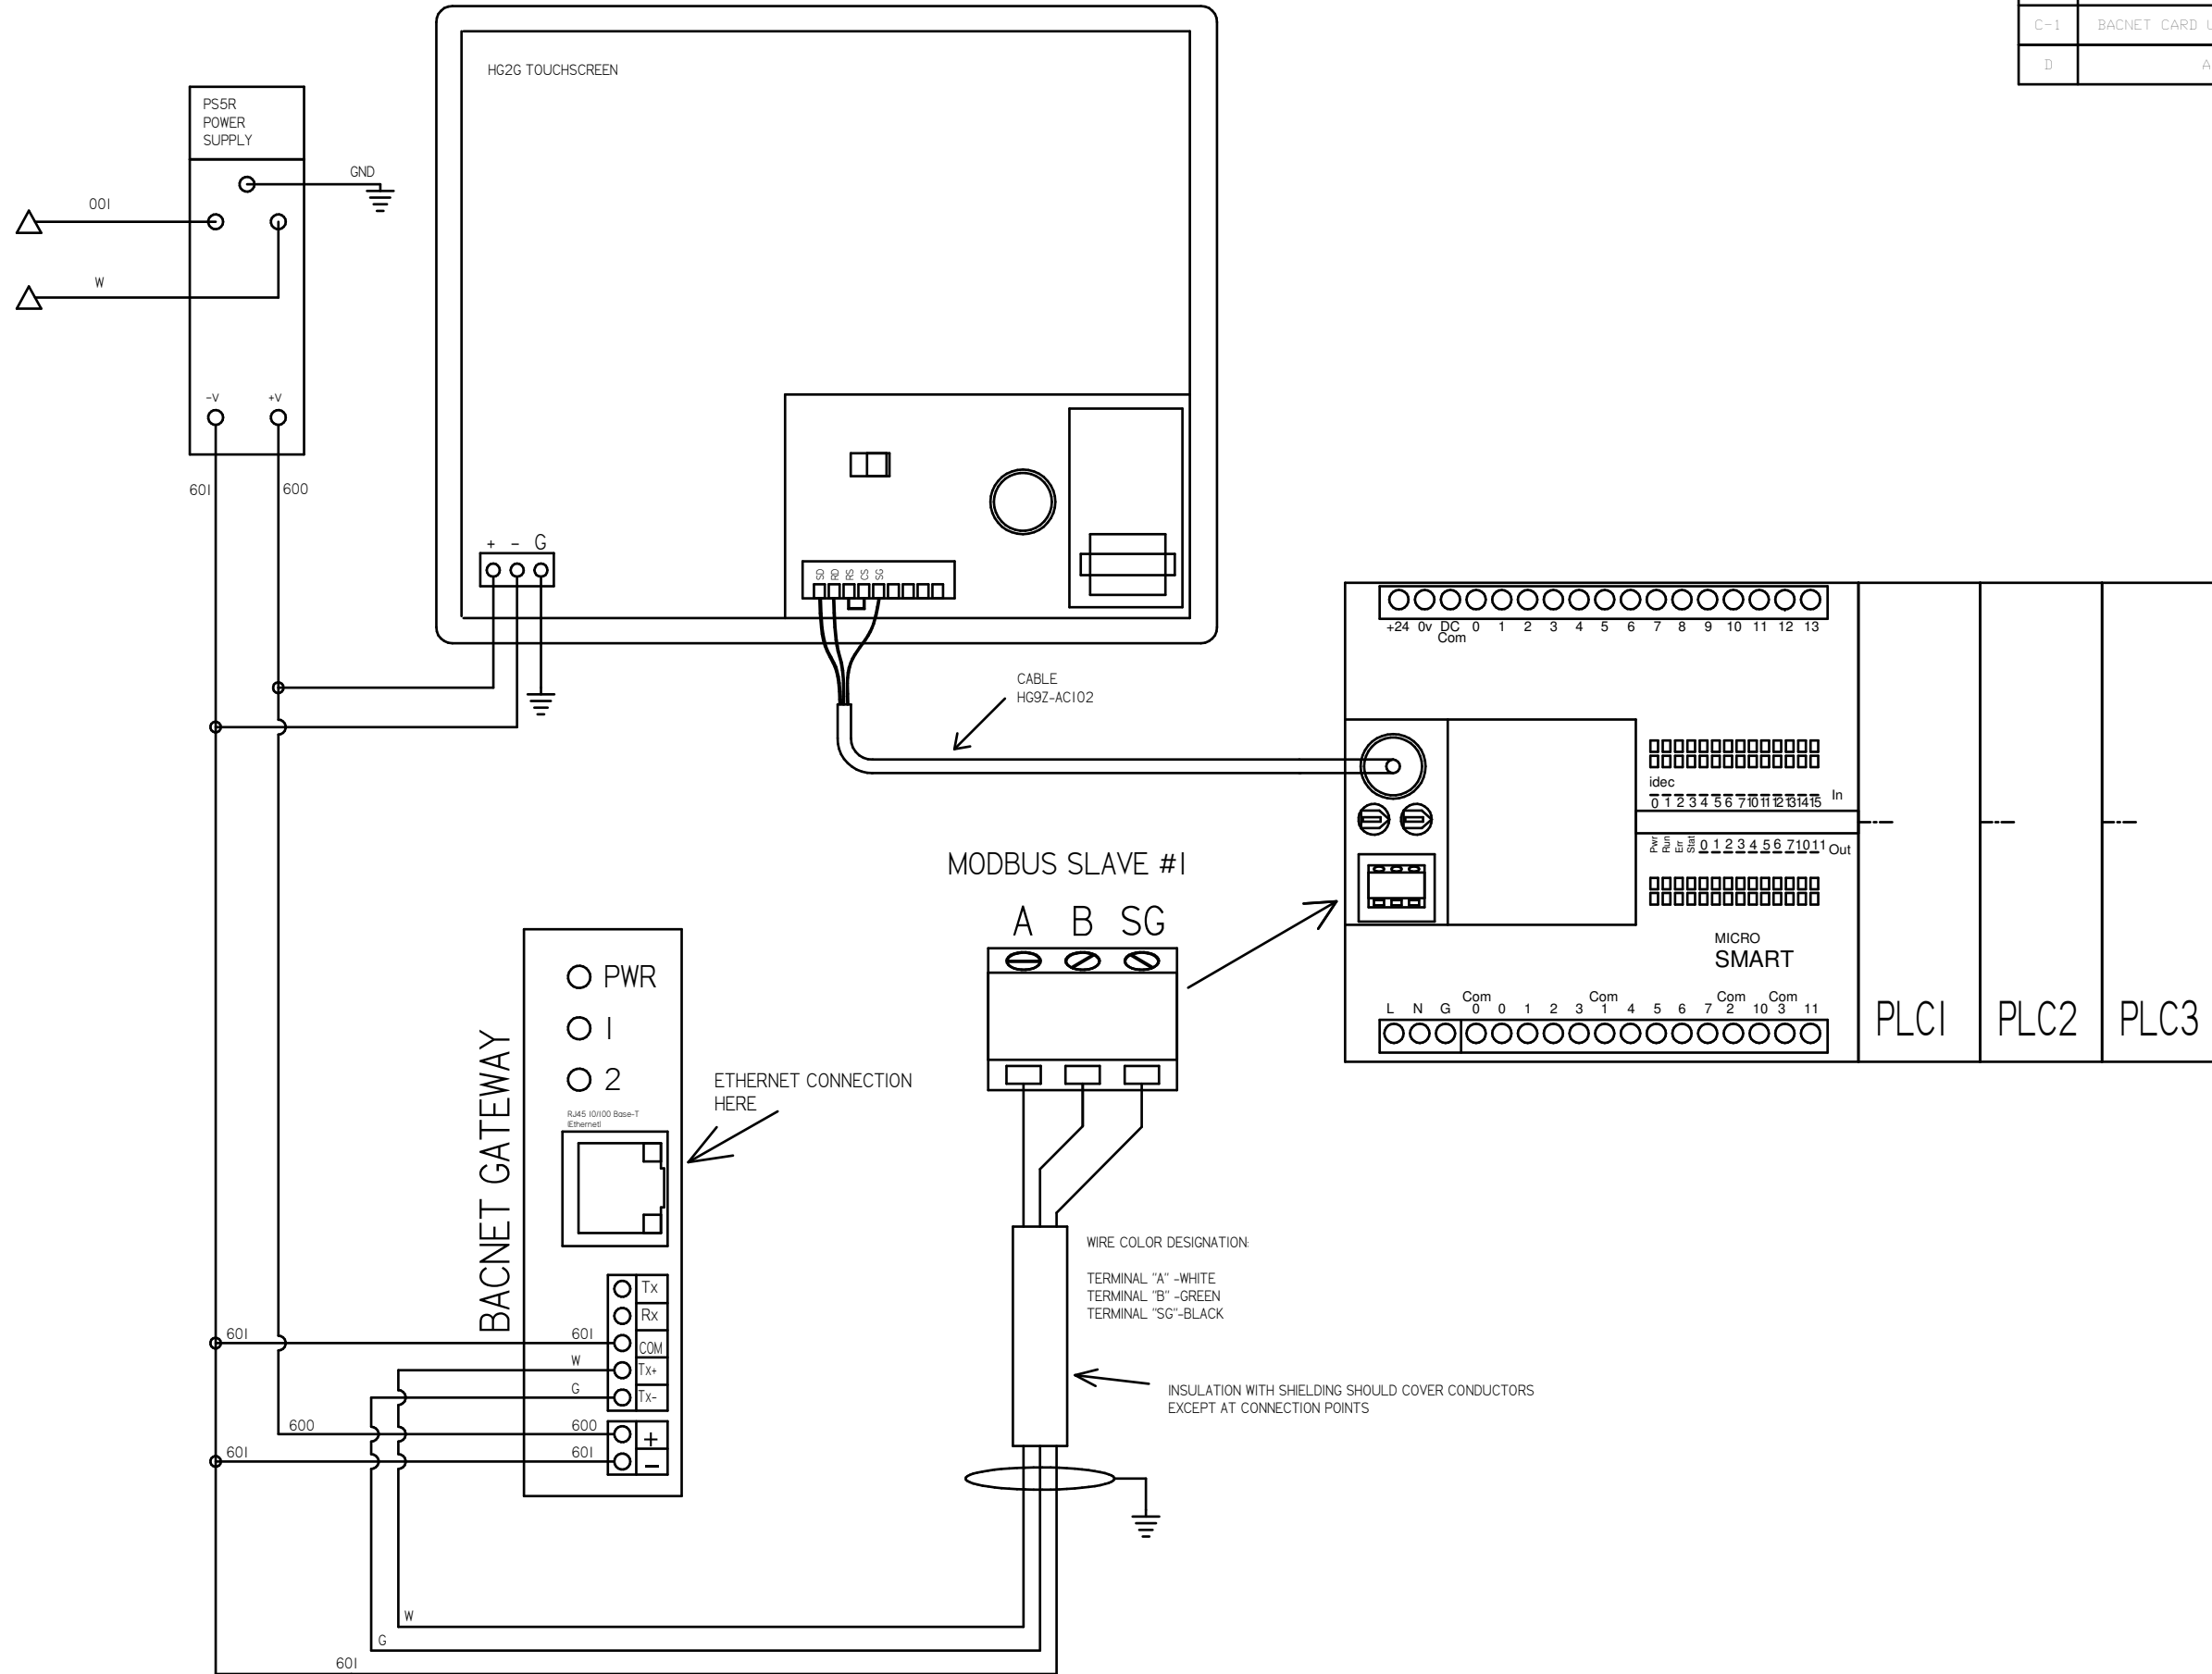 C-1 BACNET CARD
D A
HG2G TOUCHSCREEN
PS5R
POWER
SUPPLY
GND
001
W
-V +V
601 600
+ - G
SD RD RS CS SG
CABLE
HG9Z-AC102
+24 0v DC Com 0 1 2 3 4 5 6 7 8 9 10 11 12 13
idec
0 1 2 3 4 5 6 7 10 11 12 13 14 15 In
Pwr Run Err Stat 0 1 2 3 4 5 6 7 10 11 Out
MICRO
SMART
L N G Com 0 0 1 2 3 Com 1 4 5 6 7 Com 2 10 Com 3 11
PLC1 PLC2 PLC3
MODBUS SLAVE #1
A B SG
BACNET GATEWAY
PWR
1
2
RJ45 10/100 Base-T
(Ethernet)
ETHERNET CONNECTION
HERE
WIRE COLOR DESIGNATION:
TERMINAL "A" -WHITE
TERMINAL "B" -GREEN
TERMINAL "SG"-BLACK
INSULATION WITH SHIELDING SHOULD COVER CONDUCTORS
EXCEPT AT CONNECTION POINTS
Tx
Rx
601 601 COM
W Tx+
G Tx-
600 600 +
601 601 -
W
G
601